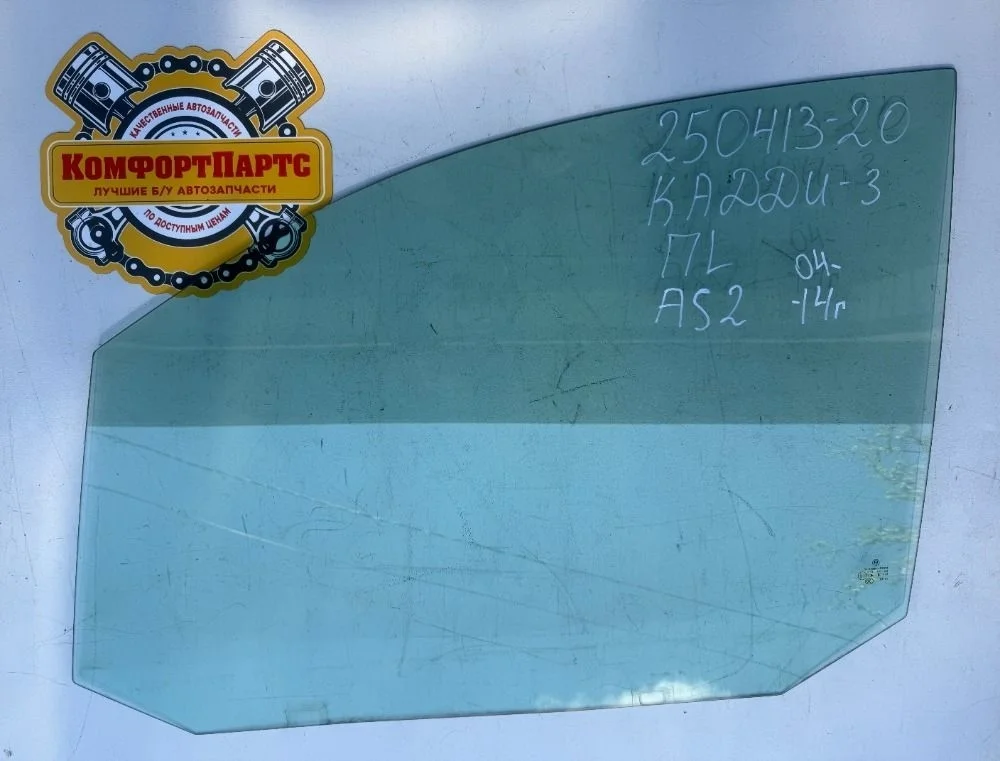 КАЧЕСТВЕННЫЕ АВТОЗАПЧАСТИ
КОМФОРТПАРТС
ЛУЧШИЕ Б/У АВТОЗАПЧАСТИ
ПО ДОСТУПНЫМ ЦЕНАМ
250413-20
КАДДИ-3
ПL 04-
AS2 -14г